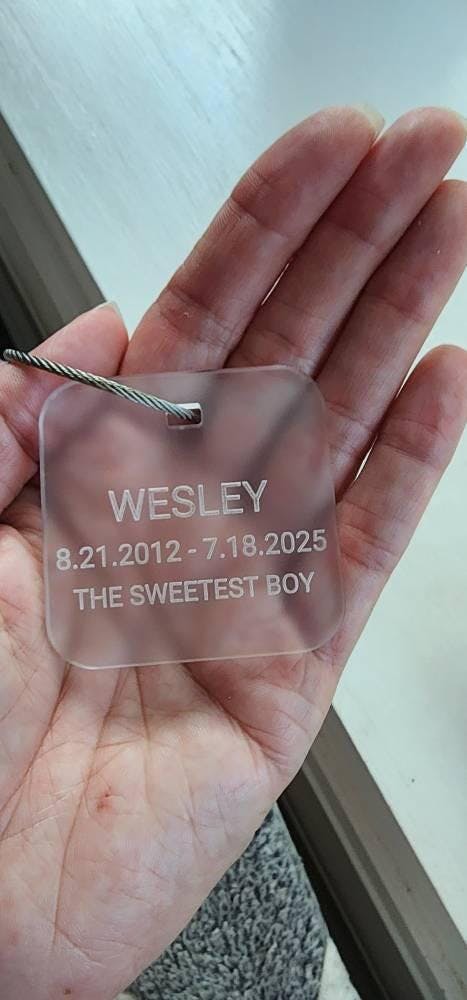 WESLEY
8.21.2012 - 7.18.2025
THE SWEETEST BOY